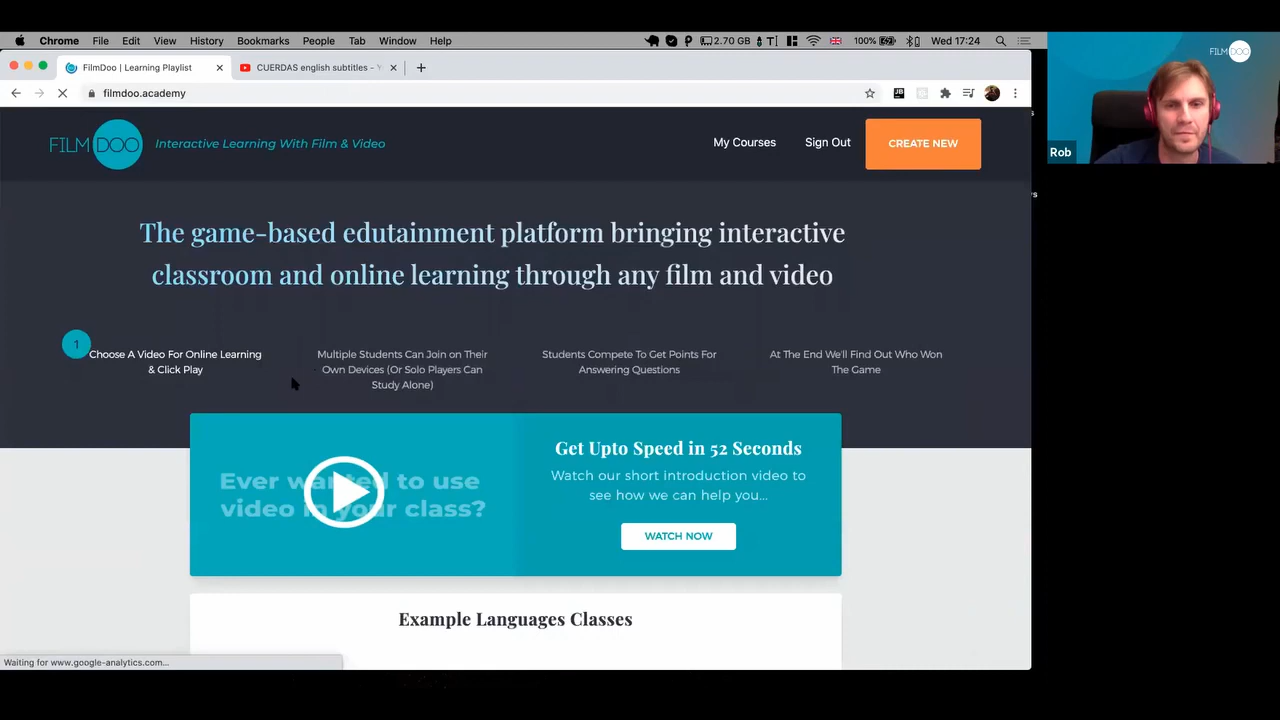 Chrome File Edit View History Bookmarks People Tab Window Help
2.70 GB
100%
Wed 17:24
FilmDoo | Learning Playlist
CUERDAS english subtitles -
filmdoo.academy
FILM DOO
Interactive Learning With Film & Video
My Courses
Sign Out
CREATE NEW
The game-based edutainment platform bringing interactive
classroom and online learning through any film and video
1
Choose A Video For Online Learning
& Click Play
Multiple Students Can Join on Their
Own Devices (Or Solo Players Can
Study Alone)
Students Compete To Get Points For
Answering Questions
At The End We'll Find Out Who Won
The Game
Ever wanted to use
video in your class?
Get Upto Speed in 52 Seconds
Watch our short introduction video to
see how we can help you...
WATCH NOW
Example Languages Classes
Waiting for www.google-analytics.com...
FILM DOO
Rob